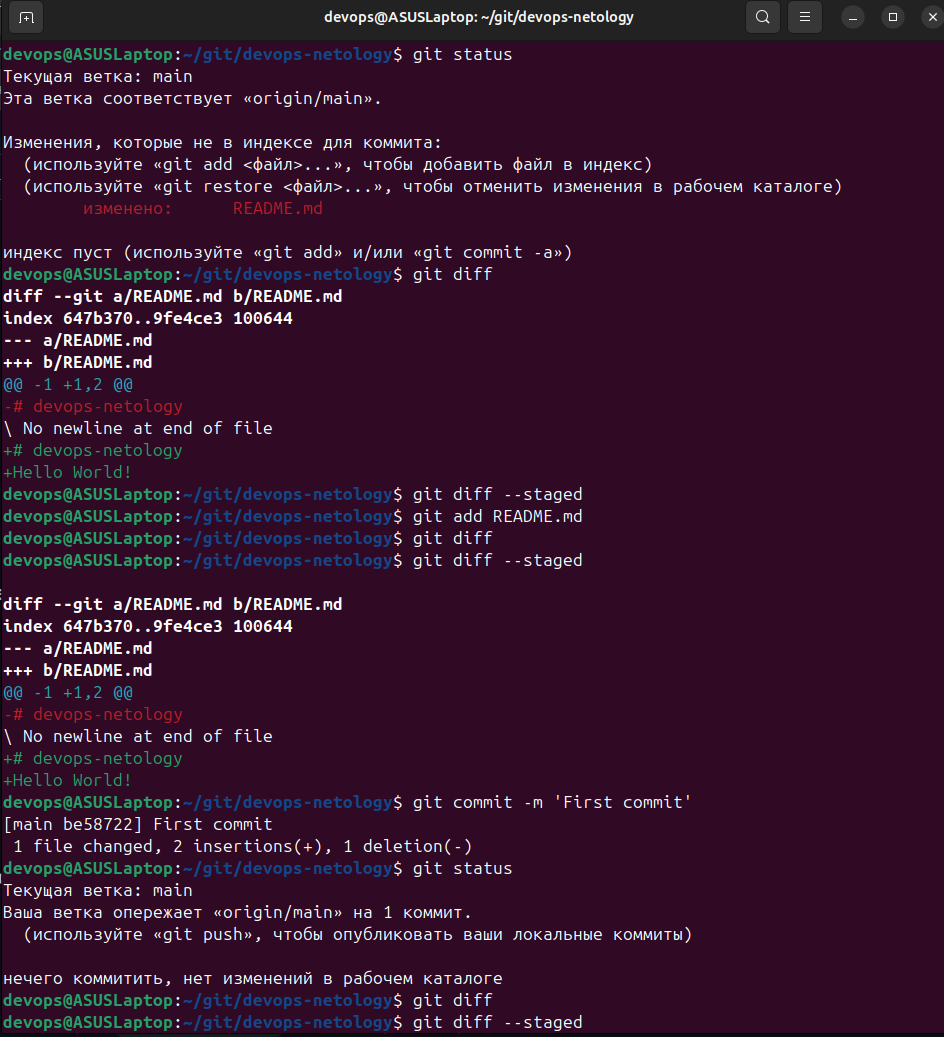 devops@ASUSLaptop: ~/git/devops-netology
devops@ASUSLaptop:~/git/devops-netology$ git status
Текущая ветка: main
Эта ветка соответствует «origin/main».

Изменения, которые не в индексе для коммита:
  (используйте «git add <файл>...», чтобы добавить файл в индекс)
  (используйте «git restore <файл>...», чтобы отменить изменения в рабочем каталоге)
        изменено:      README.md

индекс пуст (используйте «git add» и/или «git commit -a»)
devops@ASUSLaptop:~/git/devops-netology$ git diff
diff --git a/README.md b/README.md
index 647b370..9fe4ce3 100644
--- a/README.md
+++ b/README.md
@@ -1 +1,2 @@
-# devops-netology
\ No newline at end of file
+# devops-netology
+Hello World!
devops@ASUSLaptop:~/git/devops-netology$ git diff --staged
devops@ASUSLaptop:~/git/devops-netology$ git add README.md
devops@ASUSLaptop:~/git/devops-netology$ git diff
devops@ASUSLaptop:~/git/devops-netology$ git diff --staged

diff --git a/README.md b/README.md
index 647b370..9fe4ce3 100644
--- a/README.md
+++ b/README.md
@@ -1 +1,2 @@
-# devops-netology
\ No newline at end of file
+# devops-netology
+Hello World!
devops@ASUSLaptop:~/git/devops-netology$ git commit -m 'First commit'
[main be58722] First commit
 1 file changed, 2 insertions(+), 1 deletion(-)
devops@ASUSLaptop:~/git/devops-netology$ git status
Текущая ветка: main
Ваша ветка опережает «origin/main» на 1 коммит.
  (используйте «git push», чтобы опубликовать ваши локальные коммиты)

нечего коммитить, нет изменений в рабочем каталоге
devops@ASUSLaptop:~/git/devops-netology$ git diff
devops@ASUSLaptop:~/git/devops-netology$ git diff --staged